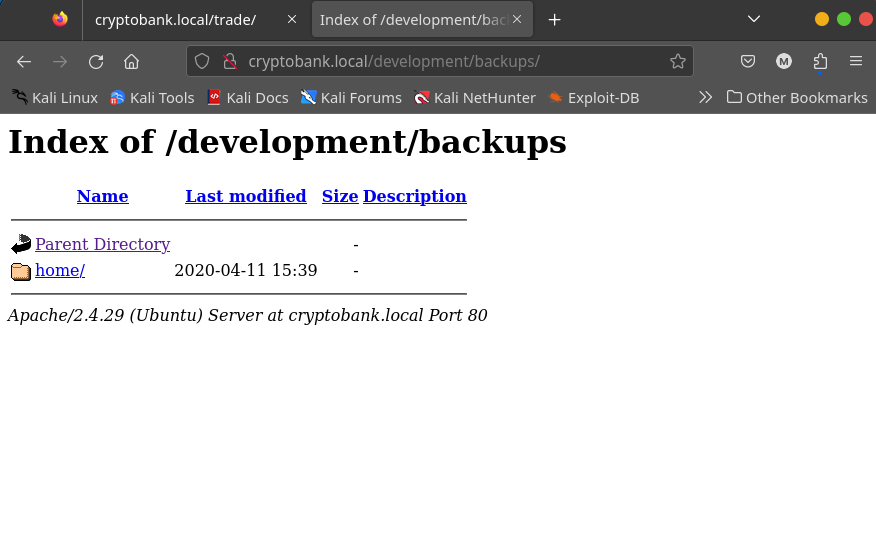 cryptobank.local/trade/
Index of /development/bac
cryptobank.local/development/backups/
M
Kali Linux Kali Tools Kali Docs Kali Forums Kali NetHunter Exploit-DB Other Bookmarks
Index of /development/backups
Name Last modified Size Description
Parent Directory -
home/ 2020-04-11 15:39 -
Apache/2.4.29 (Ubuntu) Server at cryptobank.local Port 80